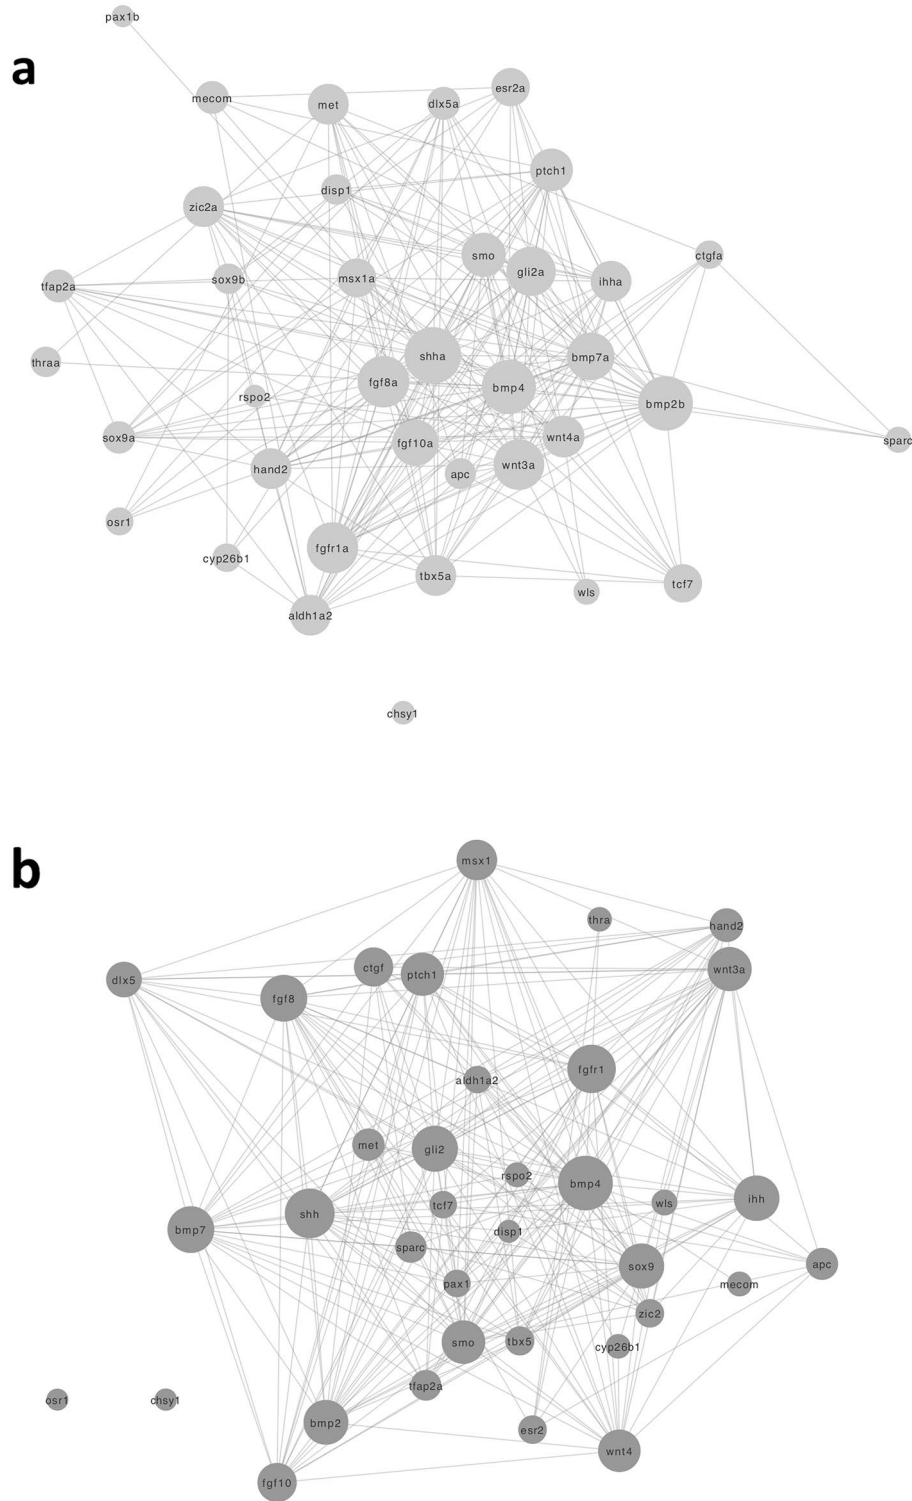 pax1b
a
mecom
met
dlx5a
esr2a
ptch1
disp1
zic2a
smo
ctgfa
gli2a
ihha
sox9b
msx1a
tfap2a
shha
bmp7a
thraa
fgf8a
bmp4
rspo2
bmp2b
sox9a
fgf10a
wnt4a
sparc
hand2
apc
wnt3a
osr1
fgfr1a
cyp26b1
tbx5a
tcf7
wls
aldh1a2
chsy1
b
msx1
thra
hand2
dlx5
ctgf
ptch1
wnt3a
fgf8
fgfr1
aldh1a2
met
gli2
rspo2
bmp4
wls
ihh
tcf7
shh
bmp7
disp1
sparc
sox9
apc
pax1
mecom
zic2
smo
tbx5
cyp26b1
tfap2a
osr1
chsy1
bmp2
esr2
wnt4
fgf10